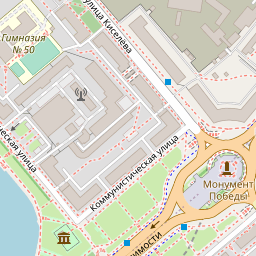 улица Киселева
Гимназия
№ 50
ческая улица
Коммунистическая улица
Монумент
Победы
имости